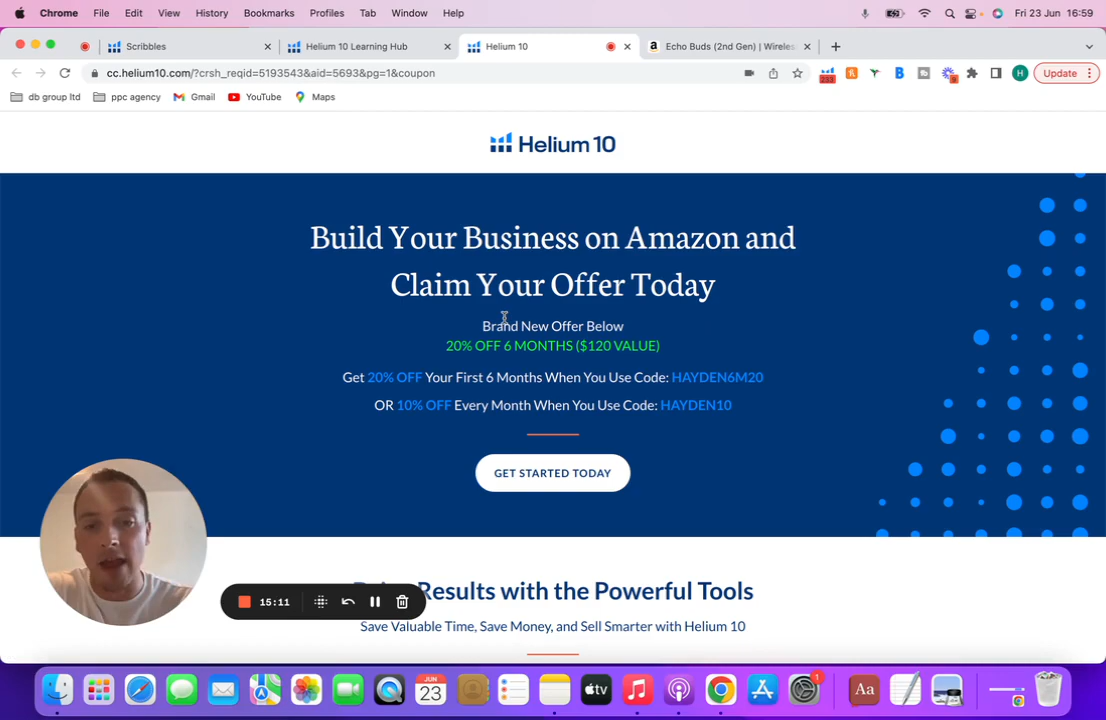 Chrome File Edit View History Bookmarks Profiles Tab Window Help Fri 23 Jun 16:59
Scribbles Helium 10 Learning Hub Helium 10 Echo Buds (2nd Gen) | Wireles
cc.helium10.com/?crsh_reqid=5193543&aid=5693&pg=1&coupon 233 H Update
db group ltd ppc agency Gmail YouTube Maps
Helium 10
Build Your Business on Amazon and
Claim Your Offer Today
Brand New Offer Below
20% OFF 6 MONTHS ($120 VALUE)
Get 20% OFF Your First 6 Months When You Use Code: HAYDEN6M20
OR 10% OFF Every Month When You Use Code: HAYDEN10
GET STARTED TODAY
Results with the Powerful Tools
15:11
Save Valuable Time, Save Money, and Sell Smarter with Helium 10
JUN
23
tv
1
Aa